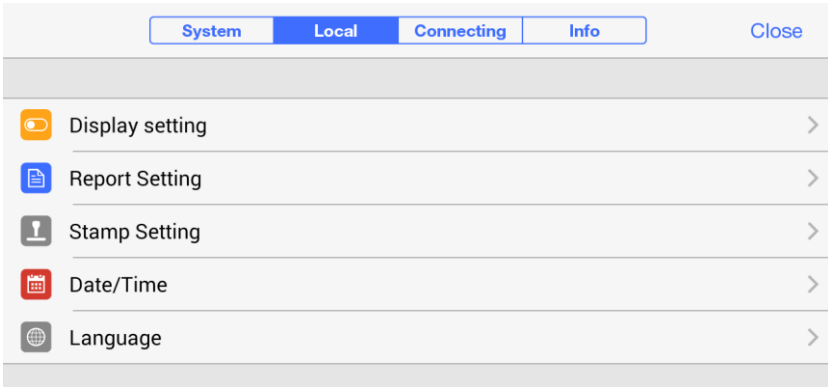 System Local Connecting Info Close
Display setting
Report Setting
Stamp Setting
Date/Time
Language